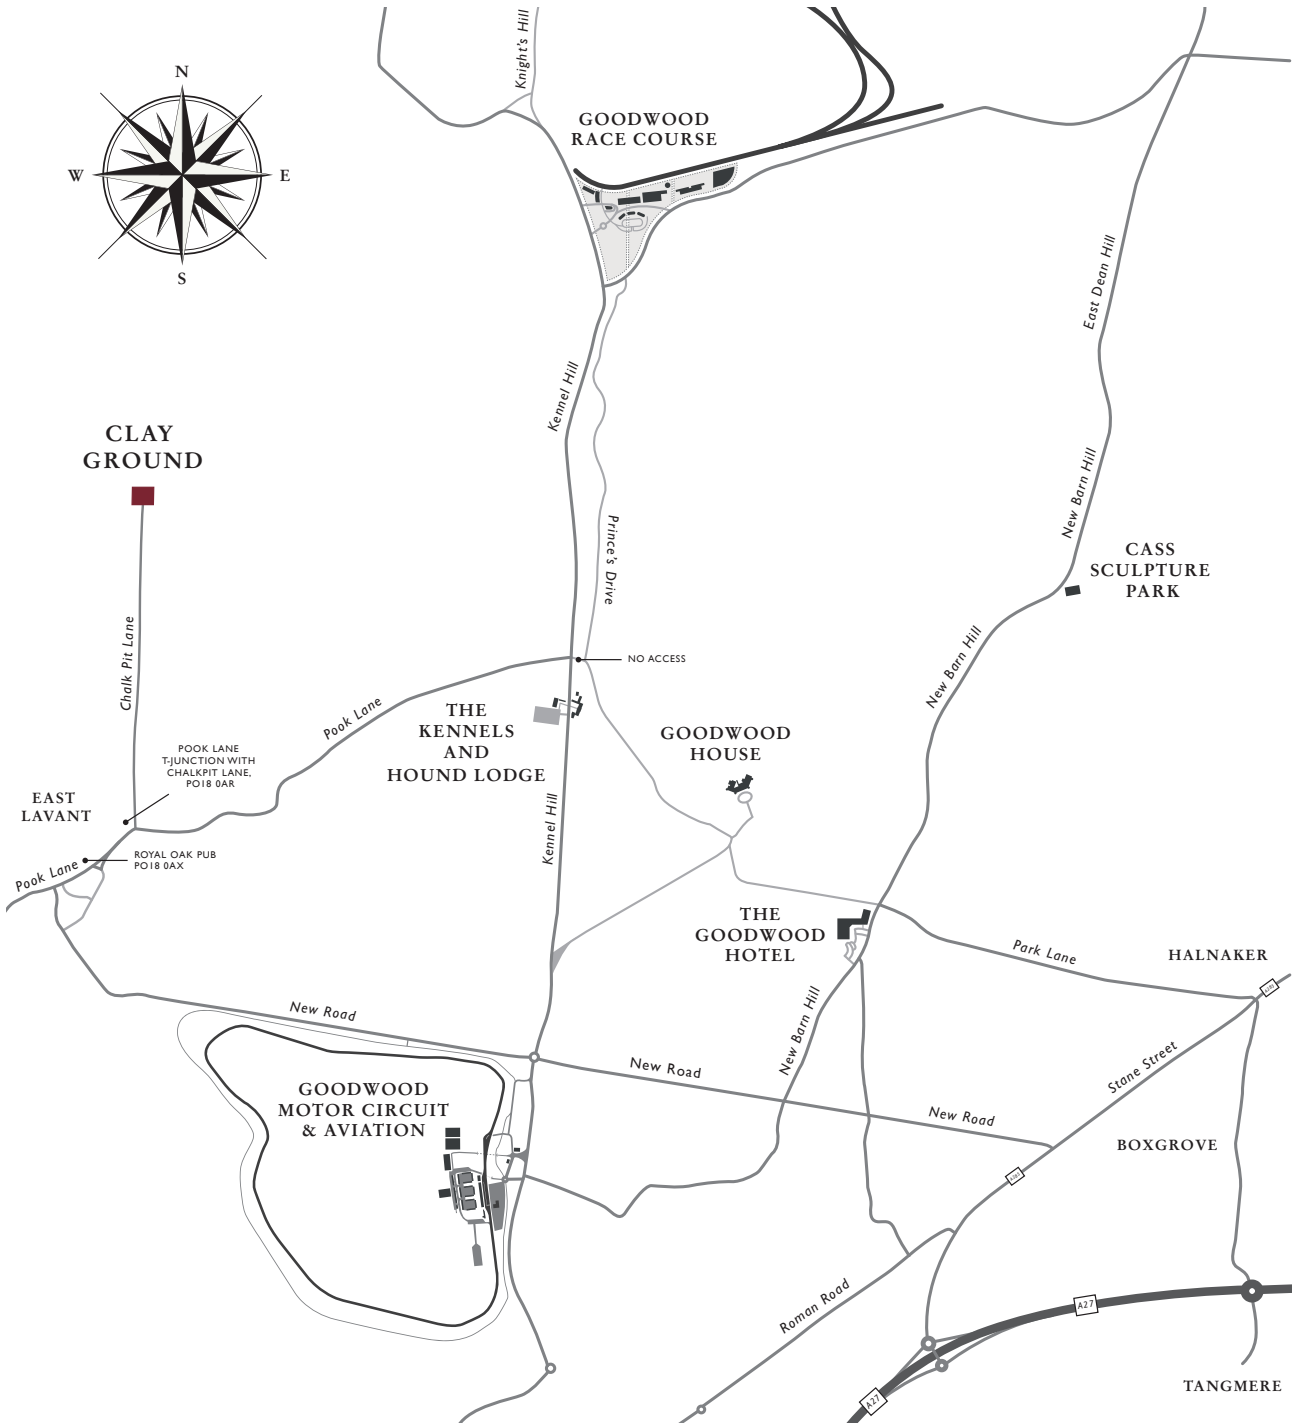 Knight's Hill
N
W
E
S
GOODWOOD
RACE COURSE
East Dean Hill
Kennel Hill
CLAY
GROUND
New Barn Hill
Prince's Drive
CASS
SCULPTURE
PARK
Chalk Pit Lane
New Barn Hill
NO ACCESS
Pook Lane
THE
KENNELS
AND
HOUND LODGE
GOODWOOD
HOUSE
POOK LANE
T-JUNCTION WITH
CHALKPIT LANE,
PO18 0AR
EAST
LAVANT
Kennel Hill
ROYAL OAK PUB
PO18 0AX
Pook Lane
THE
GOODWOOD
HOTEL
Park Lane
HALNAKER
New Road
New Barn Hill
Stane Street
New Road
GOODWOOD
MOTOR CIRCUIT
& AVIATION
New Road
BOXGROVE
Roman Road
A27
A27
TANGMERE